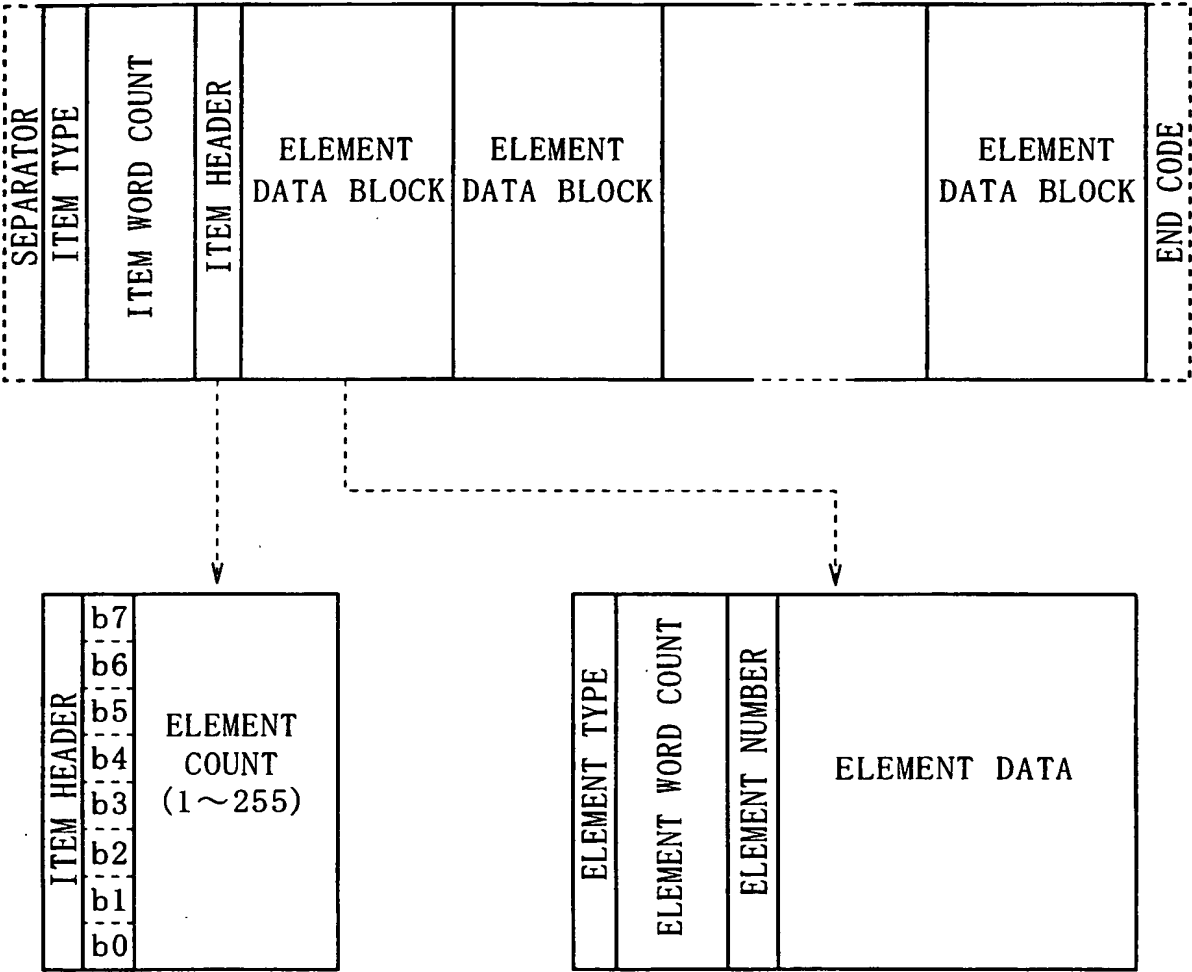 SEPARATOR
ITEM TYPE
ITEM WORD COUNT
ITEM HEADER
ELEMENT
DATA BLOCK
ELEMENT
DATA BLOCK
ELEMENT
DATA BLOCK
END CODE
ITEM HEADER
b7
b6
b5
b4
b3
b2
b1
b0
ELEMENT
COUNT
(1～255)
ELEMENT TYPE
ELEMENT WORD COUNT
ELEMENT NUMBER
ELEMENT DATA